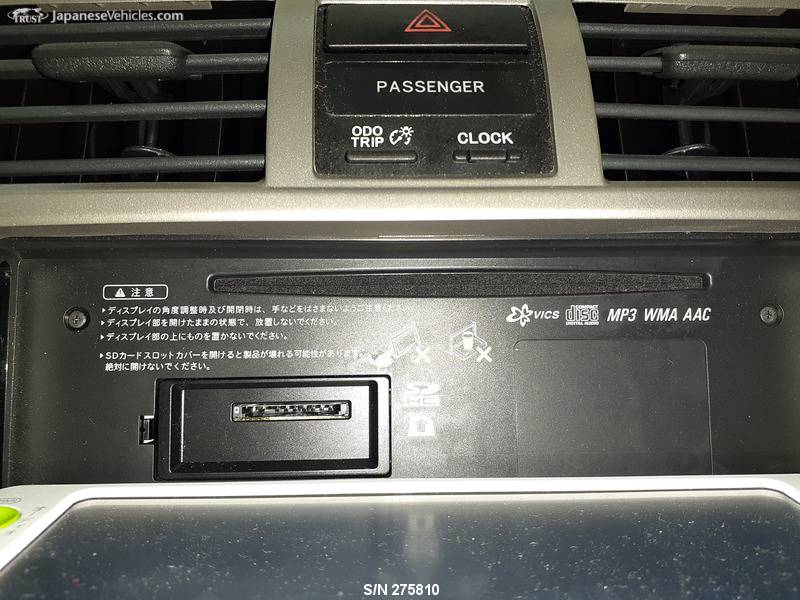 TRUST JapaneseVehicles.com
PASSENGER
ODO
TRIP
CLOCK
注意
ディスプレイの角度調整時及び開閉時は、手などをはさまないようご注意ください。
ディスプレイ部を開けたままの状態で、放置しないでください。
ディスプレイ部の上にものを置かないでください。
SDカードスロットカバーを開けると製品が壊れる可能性があります。
絶対に開けないでください。
VICS
COMPACT
disc
DIGITAL AUDIO
MP3 WMA AAC
SD
HC
S/N 275810